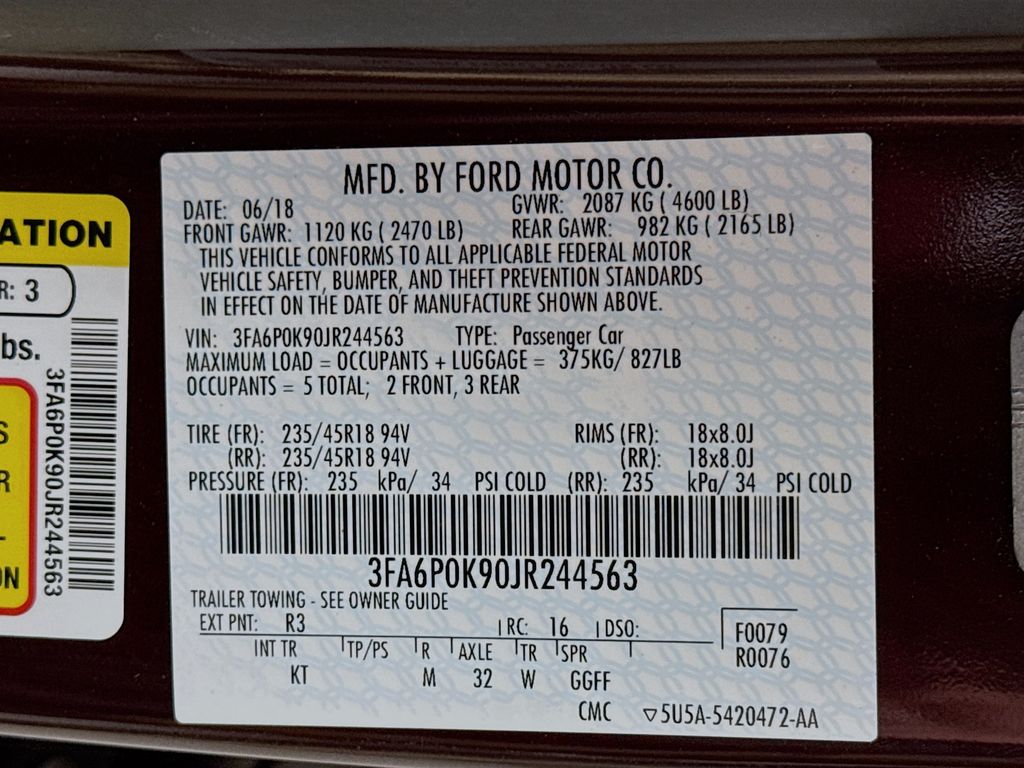 MFD. BY FORD MOTOR CO.
DATE: 06/18 GVWR: 2087 KG ( 4600 LB)
FRONT GAWR: 1120 KG ( 2470 LB) REAR GAWR: 982 KG ( 2165 LB)
THIS VEHICLE CONFORMS TO ALL APPLICABLE FEDERAL MOTOR
VEHICLE SAFETY, BUMPER, AND THEFT PREVENTION STANDARDS
IN EFFECT ON THE DATE OF MANUFACTURE SHOWN ABOVE.
VIN: 3FA6P0K90JR244563 TYPE: Passenger Car
MAXIMUM LOAD = OCCUPANTS + LUGGAGE = 375KG/ 827LB
OCCUPANTS = 5 TOTAL; 2 FRONT, 3 REAR
TIRE (FR): 235/45R18 94V RIMS (FR): 18x8.0J
(RR): 235/45R18 94V (RR): 18x8.0J
PRESSURE (FR): 235 kPa/ 34 PSI COLD (RR): 235 kPa/ 34 PSI COLD
3FA6P0K90JR244563
TRAILER TOWING - SEE OWNER GUIDE
EXT PNT: R3 RC: 16 DSO: F0079
R0076
INT TR TP/PS R AXLE TR SPR
KT M 32 W GGFF
CMC ▽5U5A-5420472-AA
ATION
R: 3
bs.
3FA6P0K90JR244563
S
R
L
ON